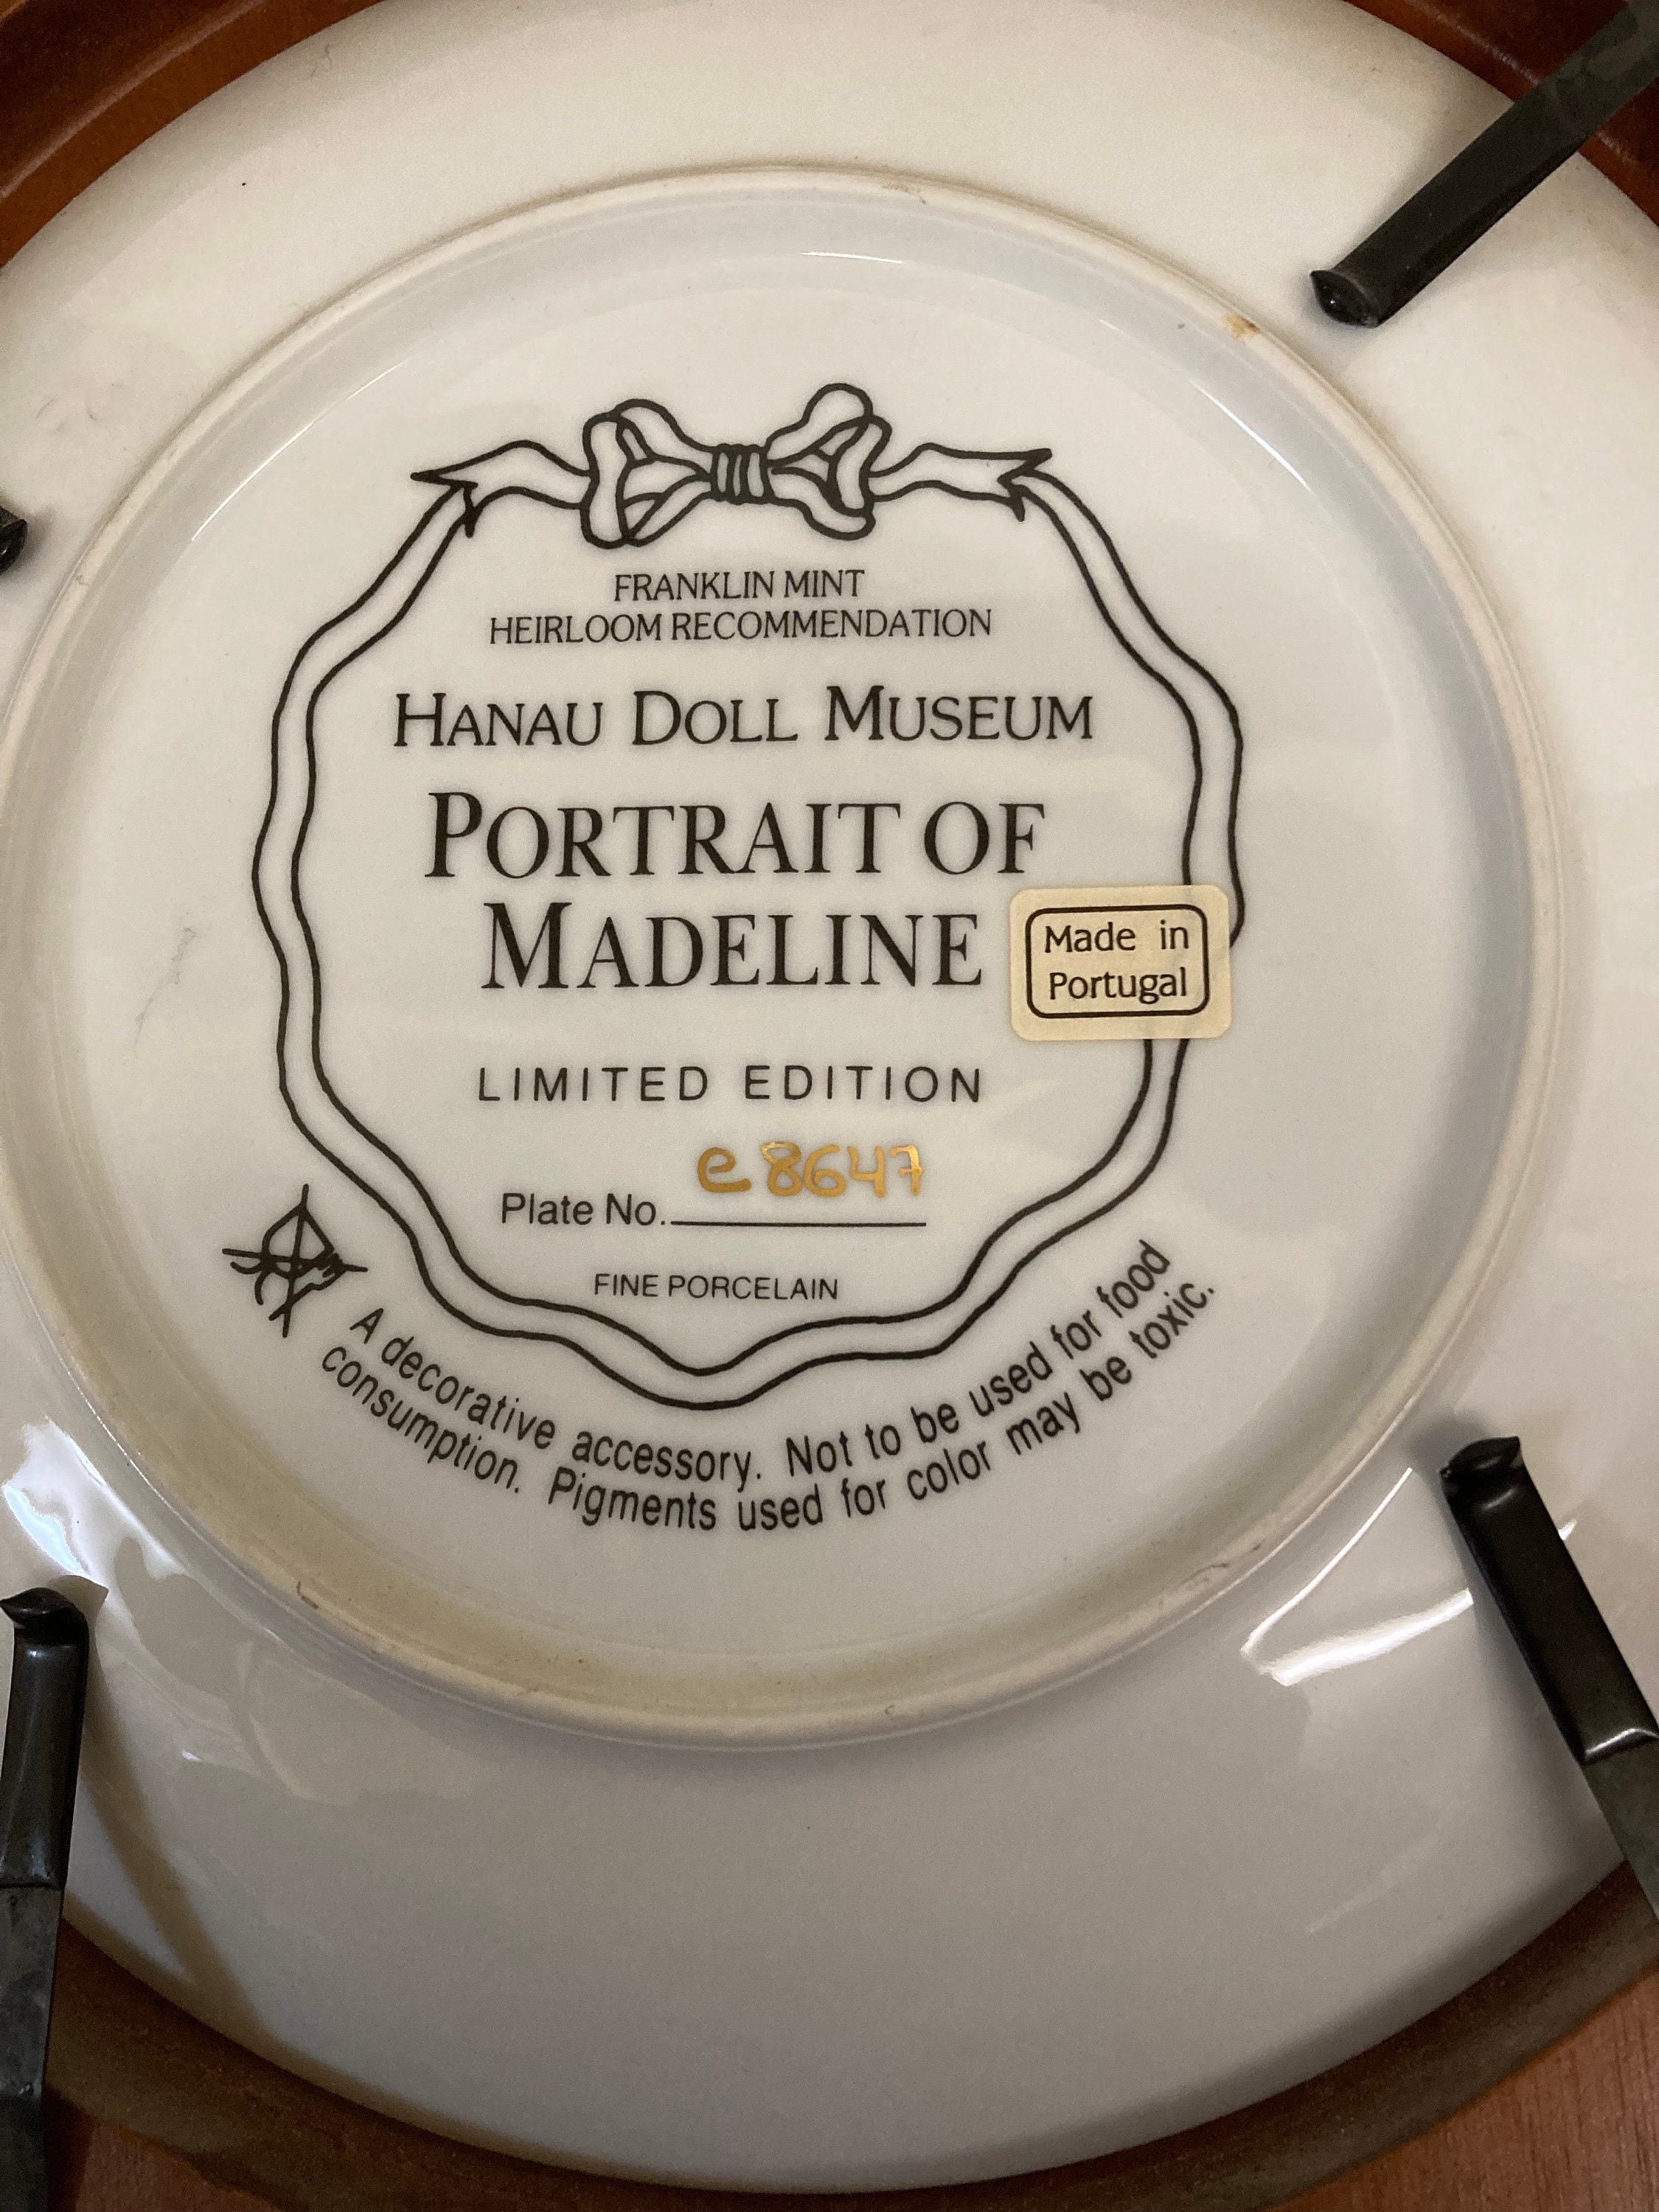 FRANKLIN MINT
HEIRLOOM RECOMMENDATION
HANAU DOLL MUSEUM
PORTRAIT OF
MADELINE
Made in
Portugal
LIMITED EDITION
Plate No. e8647
FINE PORCELAIN
A decorative accessory. Not to be used for food
consumption. Pigments used for color may be toxic.